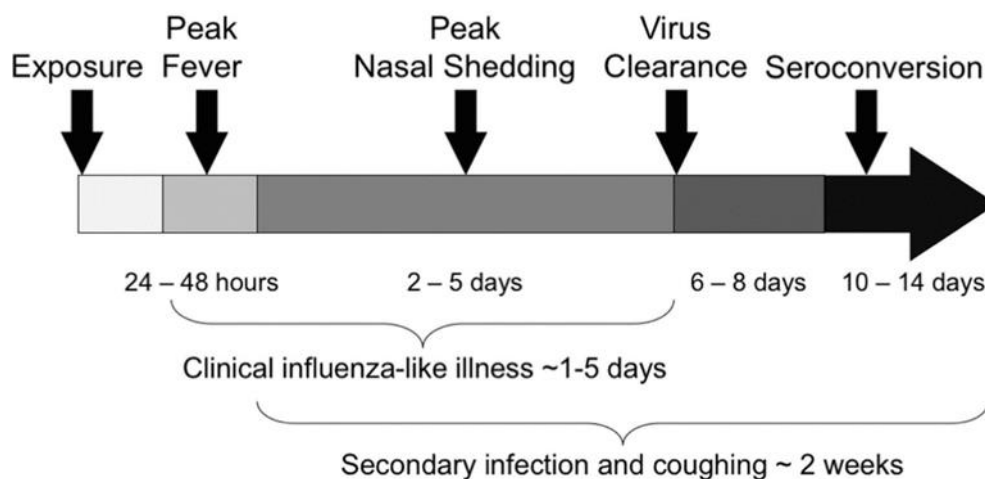 Exposure
Peak
Fever
Peak
Nasal Shedding
Virus
Clearance
Seroconversion
24 – 48 hours
2 – 5 days
6 – 8 days
10 – 14 days
Clinical influenza-like illness ~1-5 days
Secondary infection and coughing ~ 2 weeks